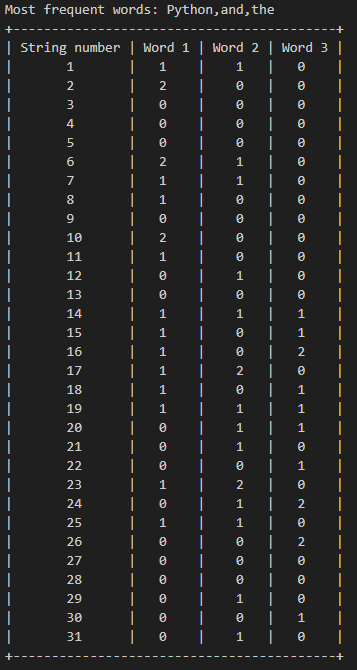 Most frequent words: Python,and,the
+----------------------------------------+
| String number | Word 1 | Word 2 | Word 3 |
| 1 | 1 | 1 | 0 |
| 2 | 2 | 0 | 0 |
| 3 | 0 | 0 | 0 |
| 4 | 0 | 0 | 0 |
| 5 | 0 | 0 | 0 |
| 6 | 2 | 1 | 0 |
| 7 | 1 | 1 | 0 |
| 8 | 1 | 0 | 0 |
| 9 | 0 | 0 | 0 |
| 10 | 2 | 0 | 0 |
| 11 | 1 | 0 | 0 |
| 12 | 0 | 1 | 0 |
| 13 | 0 | 0 | 0 |
| 14 | 1 | 1 | 1 |
| 15 | 1 | 0 | 1 |
| 16 | 1 | 0 | 2 |
| 17 | 1 | 2 | 0 |
| 18 | 1 | 0 | 1 |
| 19 | 1 | 1 | 1 |
| 20 | 0 | 1 | 1 |
| 21 | 0 | 1 | 0 |
| 22 | 0 | 0 | 1 |
| 23 | 1 | 2 | 0 |
| 24 | 0 | 1 | 2 |
| 25 | 1 | 1 | 0 |
| 26 | 0 | 0 | 2 |
| 27 | 0 | 0 | 0 |
| 28 | 0 | 0 | 0 |
| 29 | 0 | 1 | 0 |
| 30 | 0 | 0 | 1 |
| 31 | 0 | 1 | 0 |
+----------------------------------------+